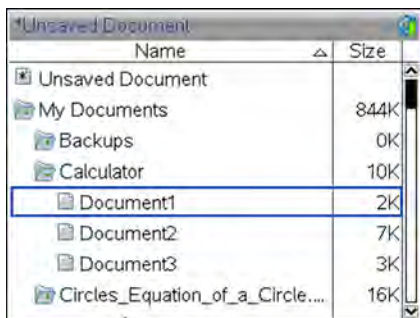 *Unsaved Document
Name Size
Unsaved Document
My Documents 844K
Backups 0K
Calculator 10K
Document1 2K
Document2 7K
Document3 3K
Circles_Equation_of_a_Circle.... 16K